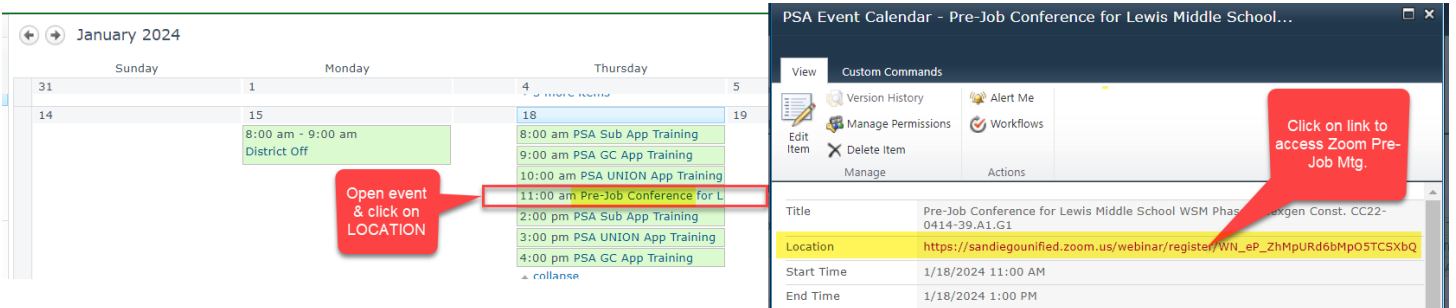 January 2024
Sunday Monday Thursday
31 1 4 5
more items
14 15 18 19
8:00 am - 9:00 am
District Off
8:00 am PSA Sub App Training
9:00 am PSA GC App Training
10:00 am PSA UNION App Training
11:00 am Pre-Job Conference for L
2:00 pm PSA Sub App Training
3:00 pm PSA UNION App Training
4:00 pm PSA GC App Training
collapse
Open event
& click on
LOCATION
PSA Event Calendar - Pre-Job Conference for Lewis Middle School...
View Custom Commands
Edit
Item
Version History
Manage Permissions
Delete Item
Manage
Alert Me
Workflows
Actions
Click on link to
access Zoom Pre-
Job Mtg.
Title Pre-Job Conference for Lewis Middle School WSM Phas exgen Const. CC22-
0414-39.A1.G1
Location https://sandiegounified.zoom.us/webinar/register/WN_eP_ZhMpURd6bMpO5TCSXbQ
Start Time 1/18/2024 11:00 AM
End Time 1/18/2024 1:00 PM